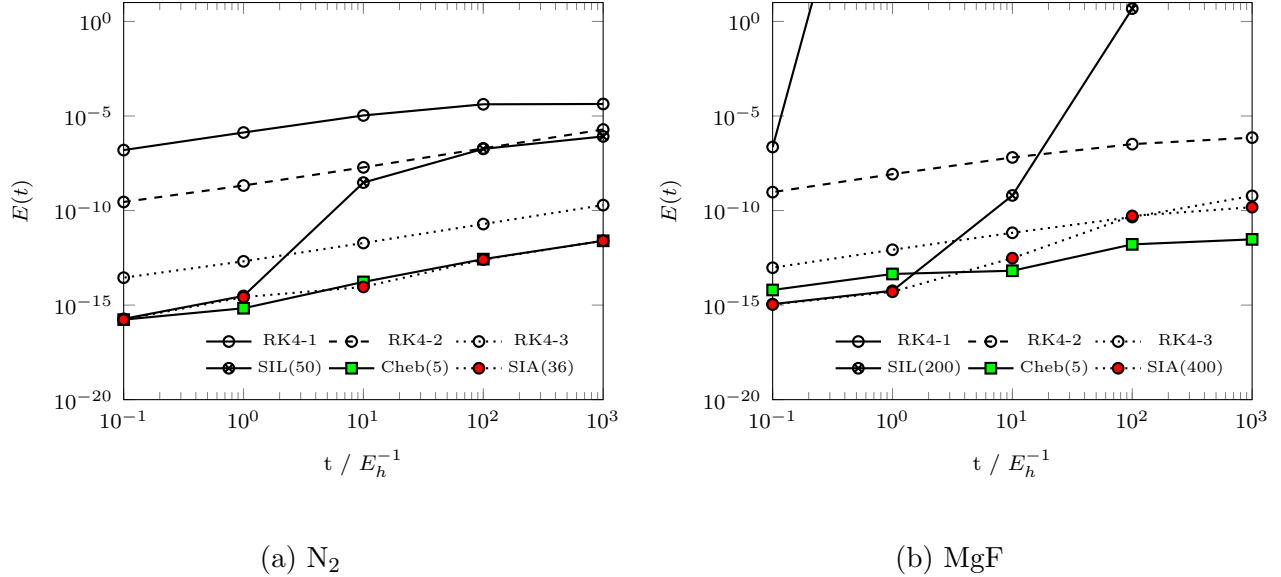 10^0
10^−5
10^−10
10^−15
10^−20
E(t)
RK4-1 RK4-2 RK4-3
SIL(50) Cheb(5) SIA(36)
10^−1 10^0 10^1 10^2 10^3
t / E_h^−1
(a) N_2
10^0
10^−5
10^−10
10^−15
10^−20
E(t)
RK4-1 RK4-2 RK4-3
SIL(200) Cheb(5) SIA(400)
10^−1 10^0 10^1 10^2 10^3
t / E_h^−1
(b) MgF